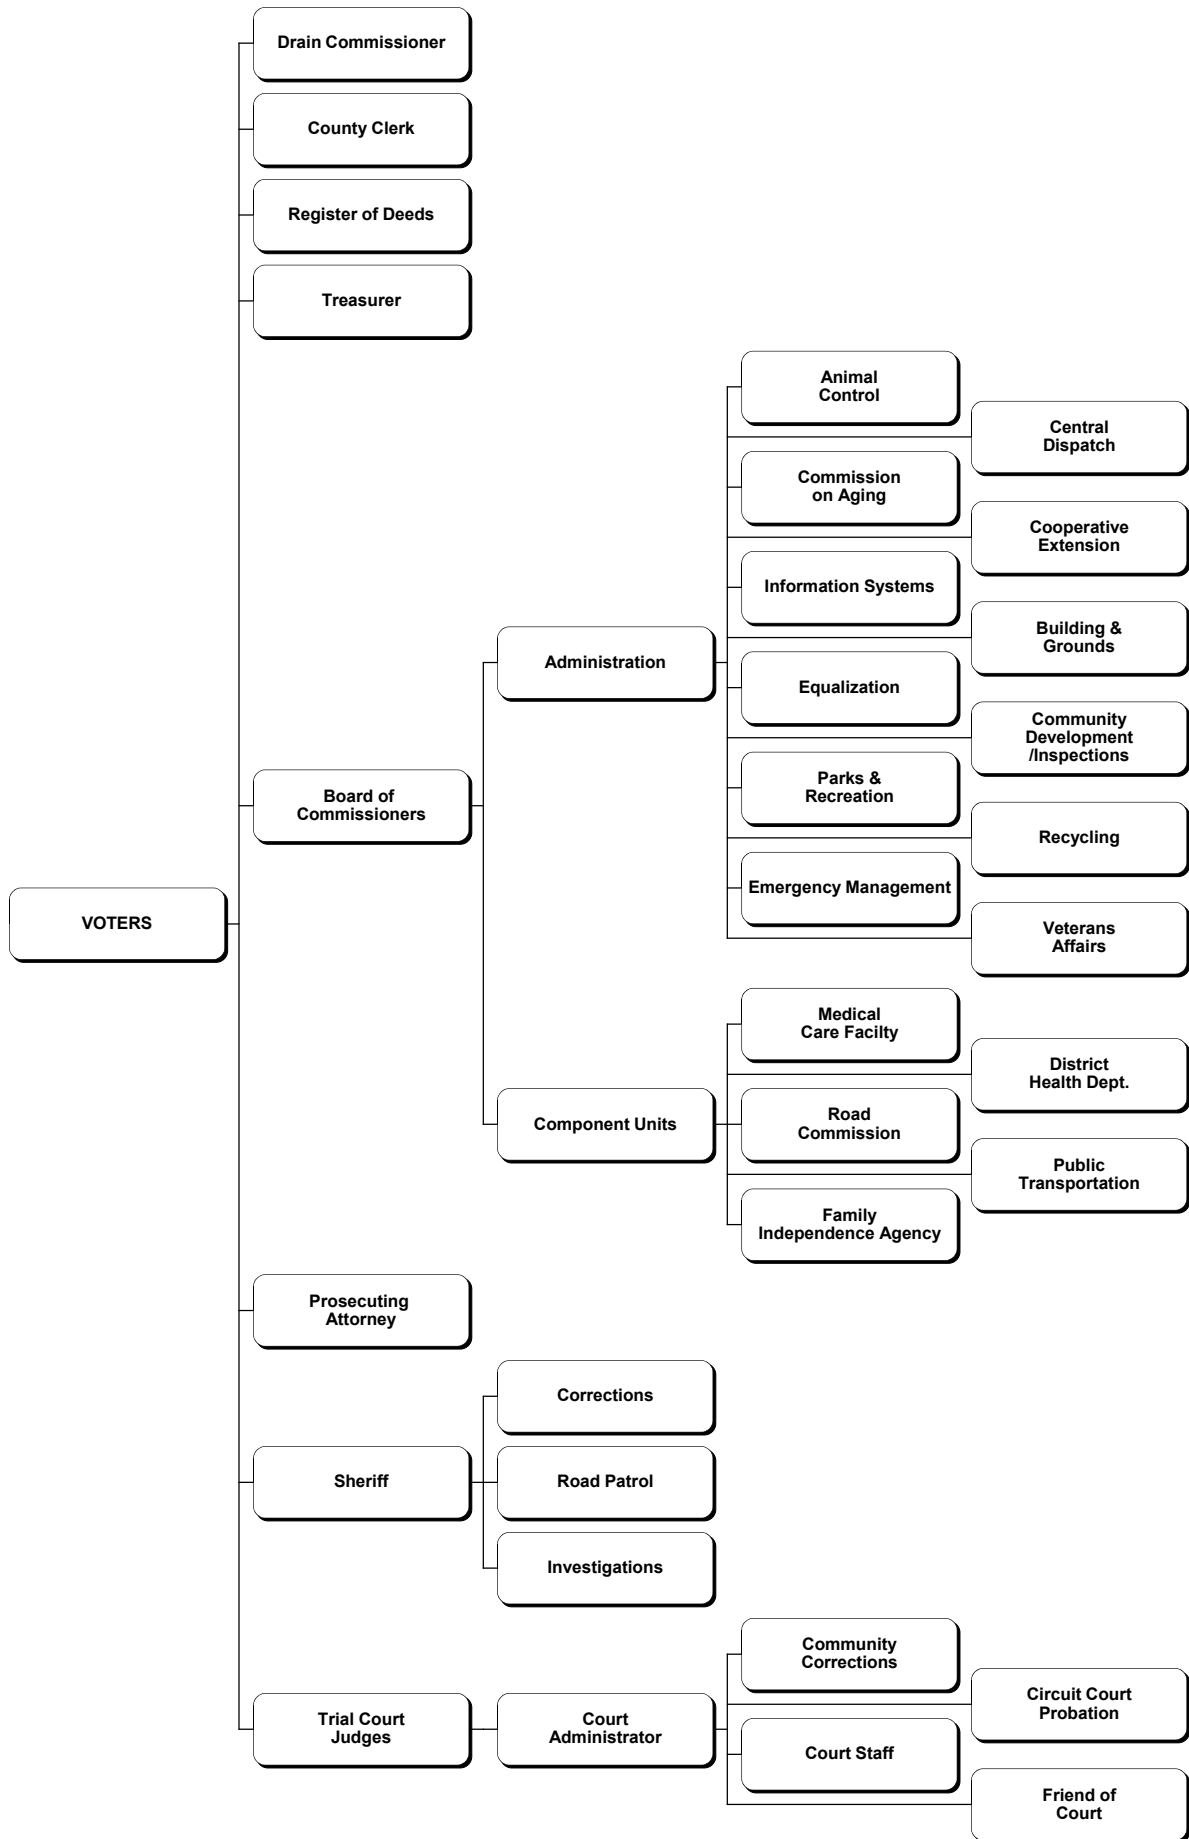 Drain Commissioner
County Clerk
Register of Deeds
Treasurer
Animal
Control
Central
Dispatch
Commission
on Aging
Cooperative
Extension
Information Systems
Building &
Grounds
Administration
Equalization
Community
Development
/Inspections
Board of
Commissioners
Parks &
Recreation
Recycling
Emergency Management
VOTERS
Veterans
Affairs
Medical
Care Facilty
District
Health Dept.
Component Units
Road
Commission
Public
Transportation
Family
Independence Agency
Prosecuting
Attorney
Corrections
Sheriff
Road Patrol
Investigations
Community
Corrections
Circuit Court
Probation
Trial Court
Judges
Court
Administrator
Court Staff
Friend of
Court